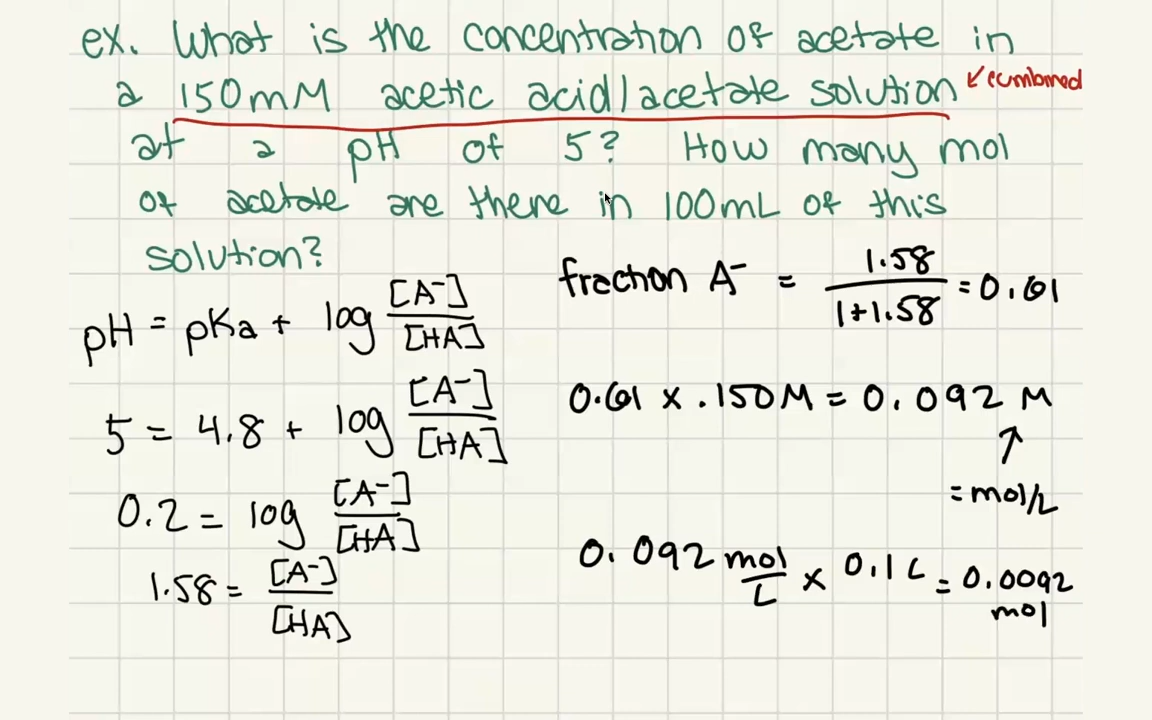 ex. What is the concentration of acetate in
a 150mM acetic acid/acetate solution ↙combined
at a pH of 5? How many mol
of acetate are there in 100mL of this
solution?
fraction A⁻ = 1.58 / 1+1.58 = 0.61
pH = pKa + log [A⁻] / [HA]
5 = 4.8 + log [A⁻] / [HA]
0.61 x .150M = 0.092 M
↑
= mol/L
0.2 = log [A⁻] / [HA]
1.58 = [A⁻] / [HA]
0.092 mol/L x 0.1 L = 0.0092
mol